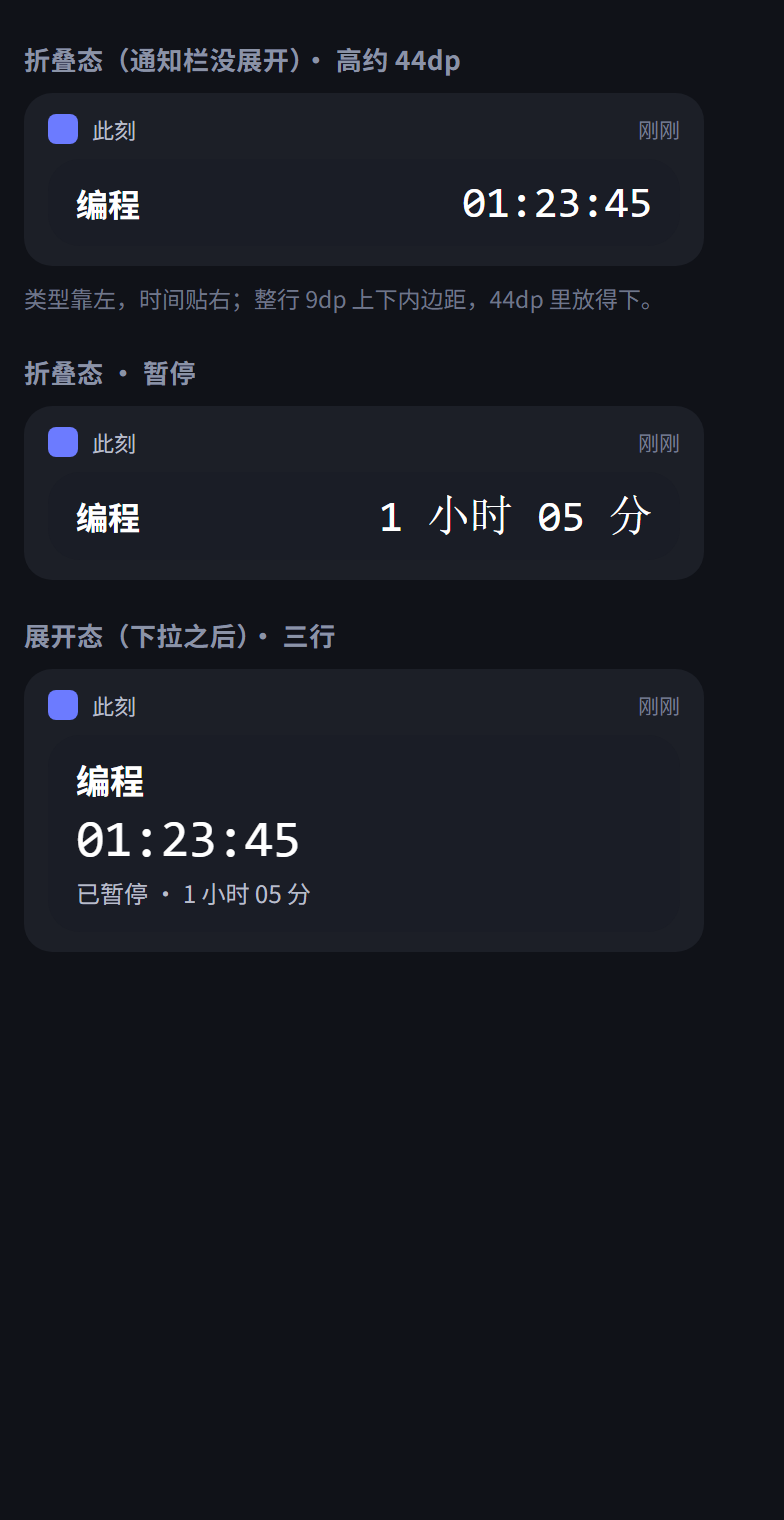 折叠态（通知栏没展开）· 高约 44dp
此刻 刚刚
编程 01:23:45
类型靠左，时间贴右；整行 9dp 上下内边距，44dp 里放得下。
折叠态 · 暂停
此刻 刚刚
编程 1 小时 05 分
展开态（下拉之后）· 三行
此刻 刚刚
编程
01:23:45
已暂停 · 1 小时 05 分